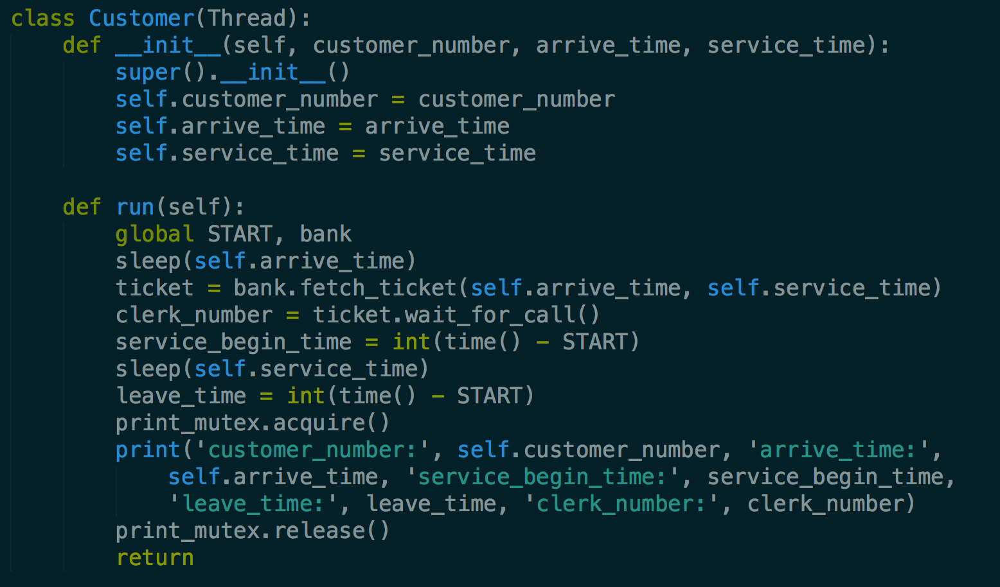 class Customer(Thread):
    def __init__(self, customer_number, arrive_time, service_time):
        super().__init__()
        self.customer_number = customer_number
        self.arrive_time = arrive_time
        self.service_time = service_time

    def run(self):
        global START, bank
        sleep(self.arrive_time)
        ticket = bank.fetch_ticket(self.arrive_time, self.service_time)
        clerk_number = ticket.wait_for_call()
        service_begin_time = int(time() - START)
        sleep(self.service_time)
        leave_time = int(time() - START)
        print_mutex.acquire()
        print('customer_number:', self.customer_number, 'arrive_time:',
            self.arrive_time, 'service_begin_time:', service_begin_time,
            'leave_time:', leave_time, 'clerk_number:', clerk_number)
        print_mutex.release()
        return